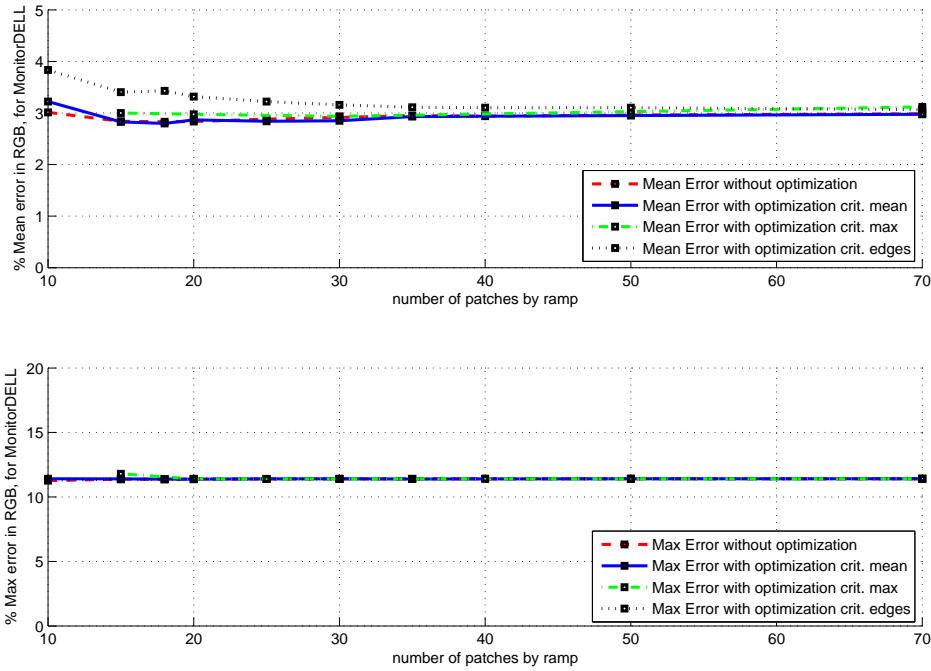 5
4
3
2
1
0
% Mean error in RGB, for MonitorDELL
Mean Error without optimization
Mean Error with optimization crit. mean
Mean Error with optimization crit. max
Mean Error with optimization crit. edges
10 20 30 40 50 60 70
number of patches by ramp
20
15
10
5
0
% Max error in RGB, for MonitorDELL
Max Error without optimization
Max Error with optimization crit. mean
Max Error with optimization crit. max
Max Error with optimization crit. edges
10 20 30 40 50 60 70
number of patches by ramp